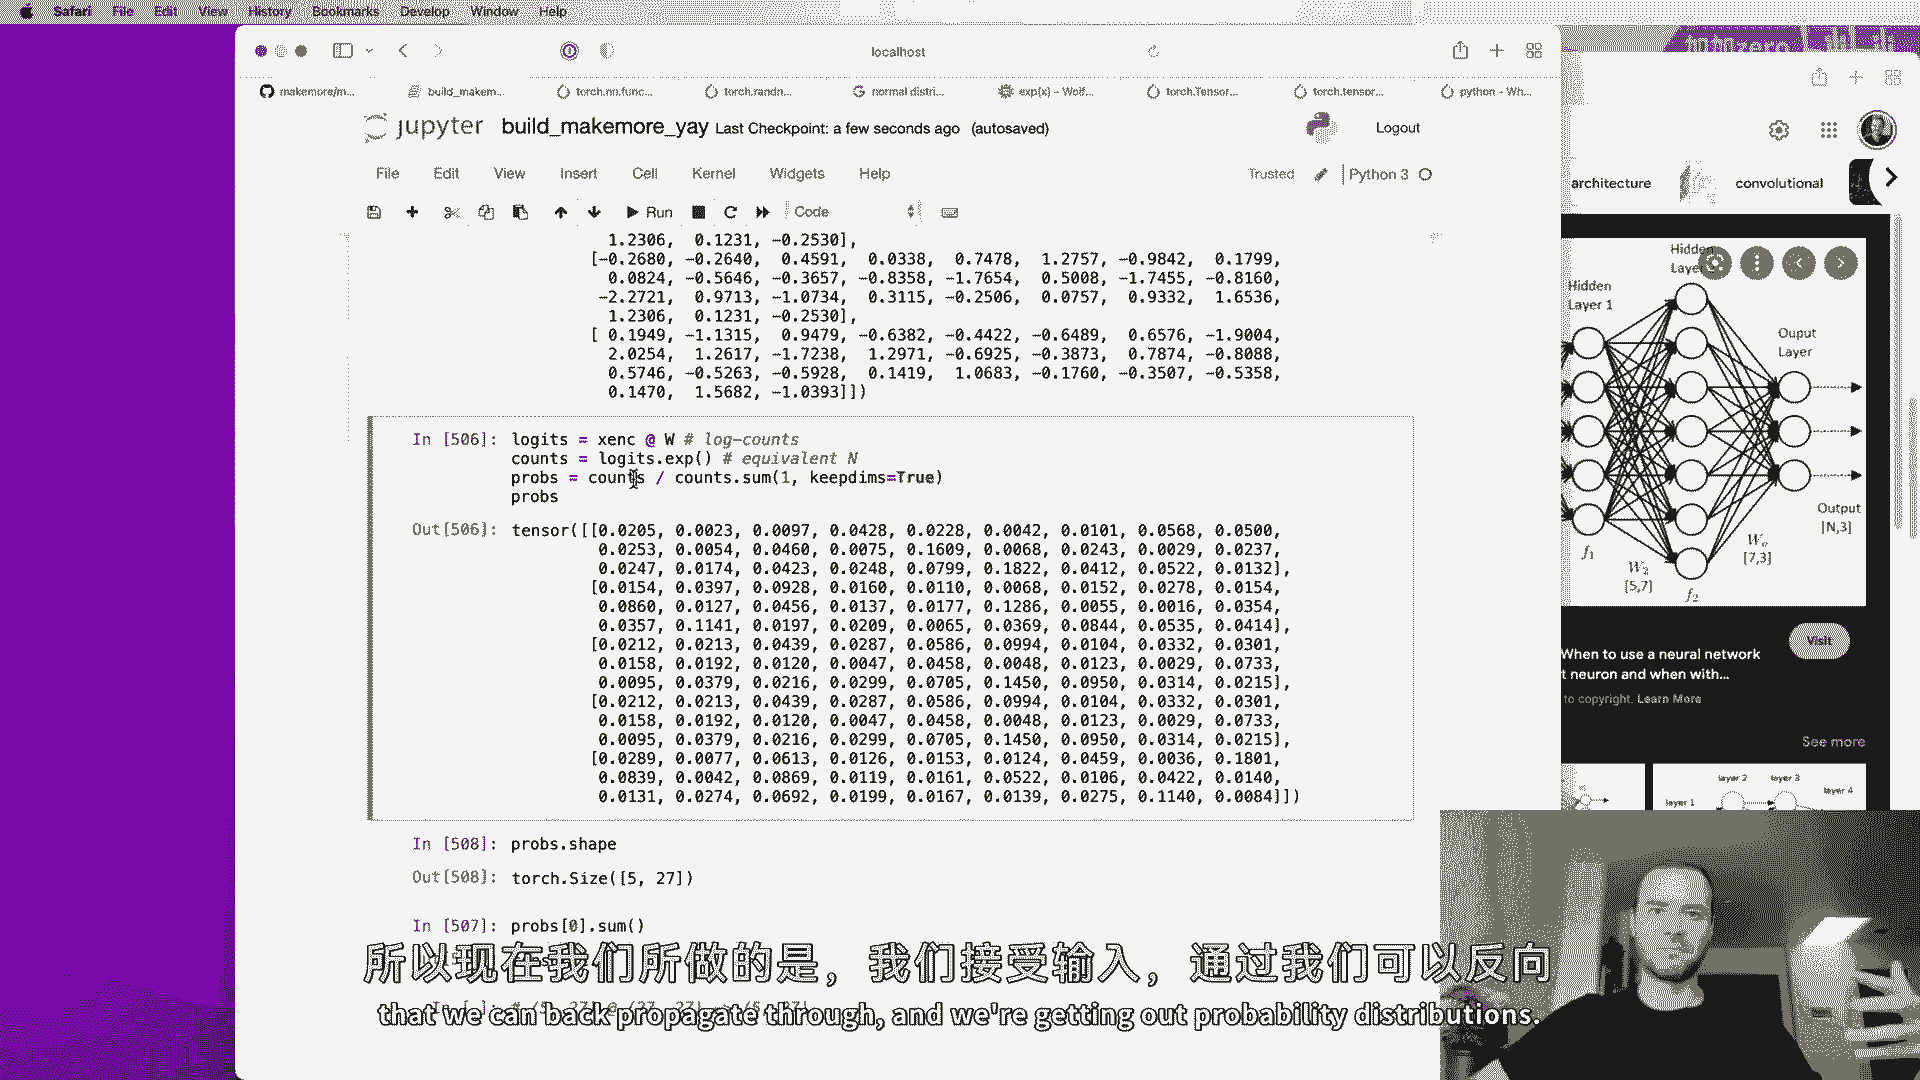 Safari File Edit View History Bookmarks Develop Window Help
localhost
makemore/m... build_makem... torch.nn.func... torch.randn... normal distri... exp(x) – Wolf... torch.Tensor... torch.tensor... python - Wh...
jupyter build_makemore_yay Last Checkpoint: a few seconds ago (autosaved)
Logout
File Edit View Insert Cell Kernel Widgets Help
Trusted Python 3
Run Code
1.2306, 0.1231, -0.2530],
[-0.2680, -0.2640, 0.4591, 0.0338, 0.7478, 1.2757, -0.9842, 0.1799,
0.0824, -0.5646, -0.3657, -0.8358, -1.7654, 0.5008, -1.7455, -0.8160,
-2.2721, 0.9713, -1.0734, 0.3115, -0.2506, 0.0757, 0.9332, 1.6536,
1.2306, 0.1231, -0.2530],
[ 0.1949, -1.1315, 0.9479, -0.6382, -0.4422, -0.6489, 0.6576, -1.9004,
2.0254, 1.2617, -1.7238, 1.2971, -0.6925, -0.3873, 0.7874, -0.8088,
0.5746, -0.5263, -0.5928, 0.1419, 1.0683, -0.1760, -0.3507, -0.5358,
0.1470, 1.5682, -1.0393]])
In [506]: logits = xenc @ W # log-counts
counts = logits.exp() # equivalent N
probs = counts / counts.sum(1, keepdims=True)
probs
Out[506]: tensor([[0.0205, 0.0023, 0.0097, 0.0428, 0.0228, 0.0042, 0.0101, 0.0568, 0.0500,
0.0253, 0.0054, 0.0460, 0.0075, 0.1609, 0.0068, 0.0243, 0.0029, 0.0237,
0.0247, 0.0174, 0.0423, 0.0248, 0.0799, 0.1822, 0.0412, 0.0522, 0.0132],
[0.0154, 0.0397, 0.0928, 0.0160, 0.0110, 0.0068, 0.0152, 0.0278, 0.0154,
0.0860, 0.0127, 0.0456, 0.0137, 0.0177, 0.1286, 0.0055, 0.0016, 0.0354,
0.0357, 0.1141, 0.0197, 0.0209, 0.0065, 0.0369, 0.0844, 0.0535, 0.0414],
[0.0212, 0.0213, 0.0439, 0.0287, 0.0586, 0.0994, 0.0104, 0.0332, 0.0301,
0.0158, 0.0192, 0.0120, 0.0047, 0.0458, 0.0048, 0.0123, 0.0029, 0.0733,
0.0095, 0.0379, 0.0216, 0.0299, 0.0705, 0.1450, 0.0950, 0.0314, 0.0215],
[0.0212, 0.0213, 0.0439, 0.0287, 0.0586, 0.0994, 0.0104, 0.0332, 0.0301,
0.0158, 0.0192, 0.0120, 0.0047, 0.0458, 0.0048, 0.0123, 0.0029, 0.0733,
0.0095, 0.0379, 0.0216, 0.0299, 0.0705, 0.1450, 0.0950, 0.0314, 0.0215],
[0.0289, 0.0077, 0.0613, 0.0126, 0.0153, 0.0124, 0.0459, 0.0036, 0.1801,
0.0839, 0.0042, 0.0869, 0.0119, 0.0161, 0.0522, 0.0106, 0.0422, 0.0140,
0.0131, 0.0274, 0.0692, 0.0199, 0.0167, 0.0139, 0.0275, 0.1140, 0.0084]])
In [508]: probs.shape
Out[508]: torch.Size([5, 27])
In [507]: probs[0].sum()
所以现在我们所做的是，我们接受输入，通过我们可以反向
that we can back propagate through, and we're getting out probability distributions.
architecture convolutional
Hidden
Layer
Hidden
Layer 1
Ouput
Layer
Output
[N,3]
f1
W2
[5,7]
f2
Wo
[7,3]
Visit
When to use a neural network
t neuron and when with...
to copyright. Learn More
See more
layer 1
layer 2
layer 3
layer 4